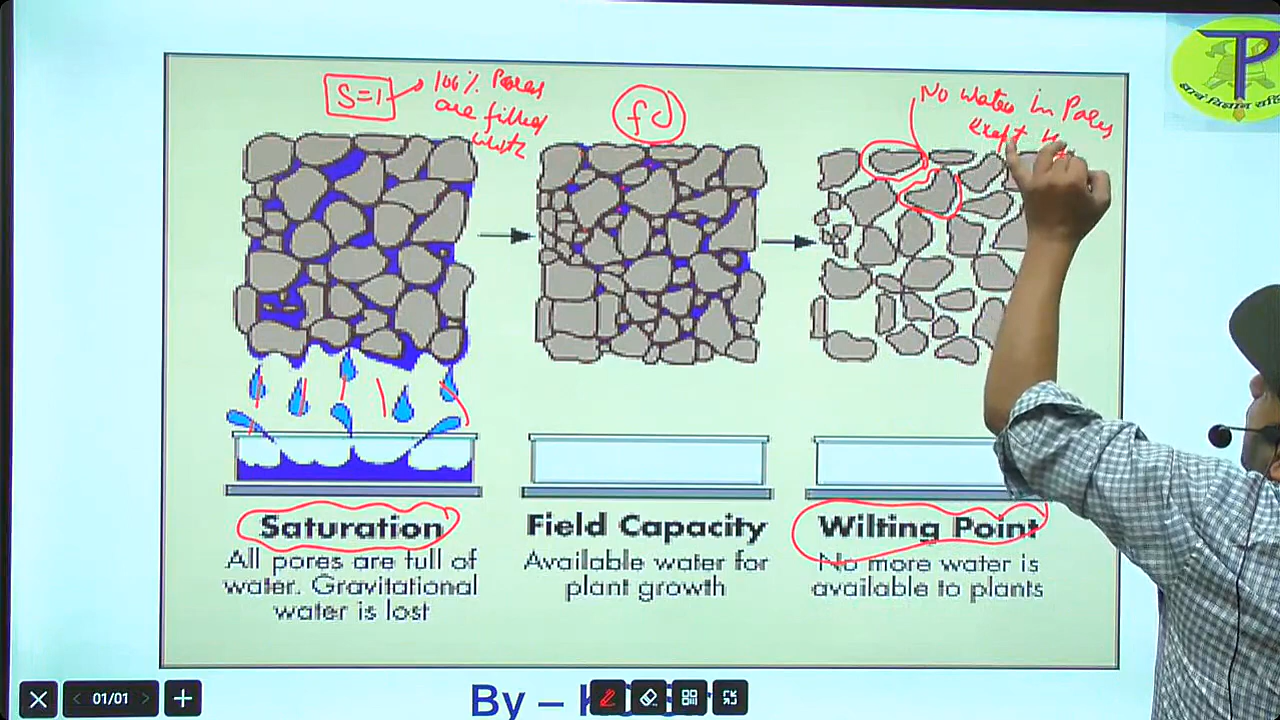 S=1
100% Pores
are filled
fc
No Water in Pores
Saturation
All pores are full of
water. Gravitational
water is lost
Field Capacity
Available water for
plant growth
Wilting Point
No more water is
available to plants
TP
01/01
By –